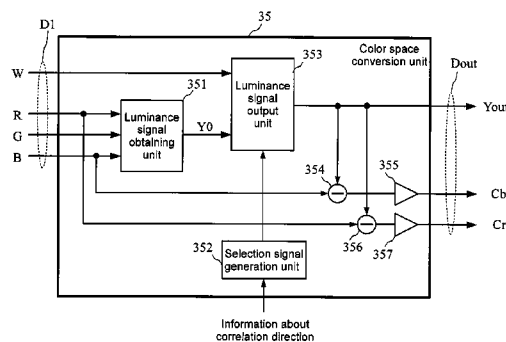 D1
35
Color space
conversion unit
Dout
W
R
G
B
351
Luminance
signal
obtaining
unit
Y0
353
Luminance
signal
output
unit
Yout
354
355
Cb
356
357
Cr
352
Selection signal
generation unit
Information about
correlation direction